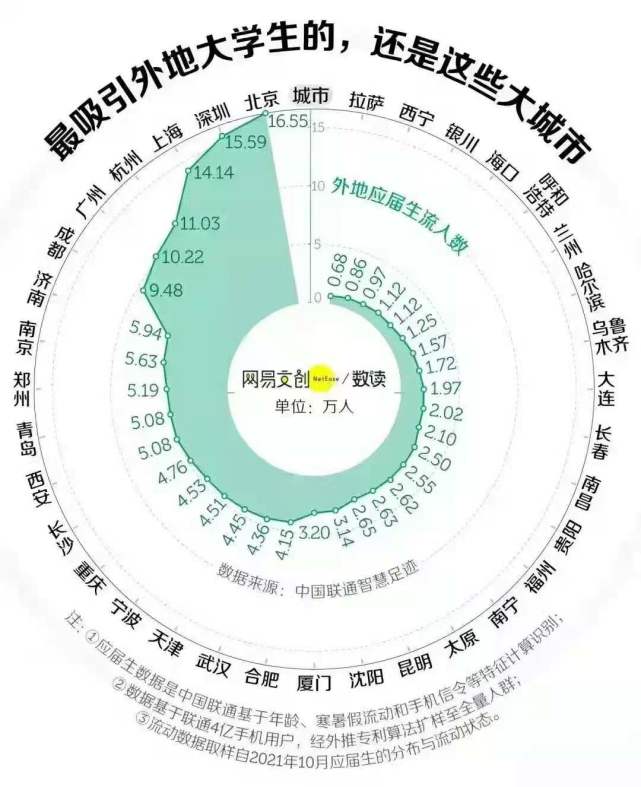 最吸引外地大学生的，还是这些大城市
城市
拉萨
西宁
银川
海口
呼和
浩特
兰州
哈尔滨
乌鲁
木齐
大连
长春
南昌
贵阳
福州
南宁
太原
昆明
沈阳
厦门
合肥
武汉
天津
宁波
重庆
长沙
西安
青岛
郑州
南京
济南
成都
广州
杭州
上海
深圳
北京
15
10
5
0
外地应届生流入数
0.68
0.86
0.97
1.12
1.12
1.25
1.57
1.72
1.97
2.02
2.10
2.50
2.55
2.62
2.63
2.65
3.14
3.20
4.15
4.36
4.45
4.51
4.53
4.76
5.08
5.08
5.19
5.63
5.94
9.48
10.22
11.03
14.14
15.59
16.55
网易文创 NetEase / 数读
单位：万人
数据来源：中国联通智慧足迹
注：①应届生数据是中国联通基于年龄、寒暑假流动和手机信令等特征计算识别；
②数据基于联通4亿手机用户，经外推专利算法扩样至全量人群；
③流动数据取样自2021年10月应届生的分布与流动状态。